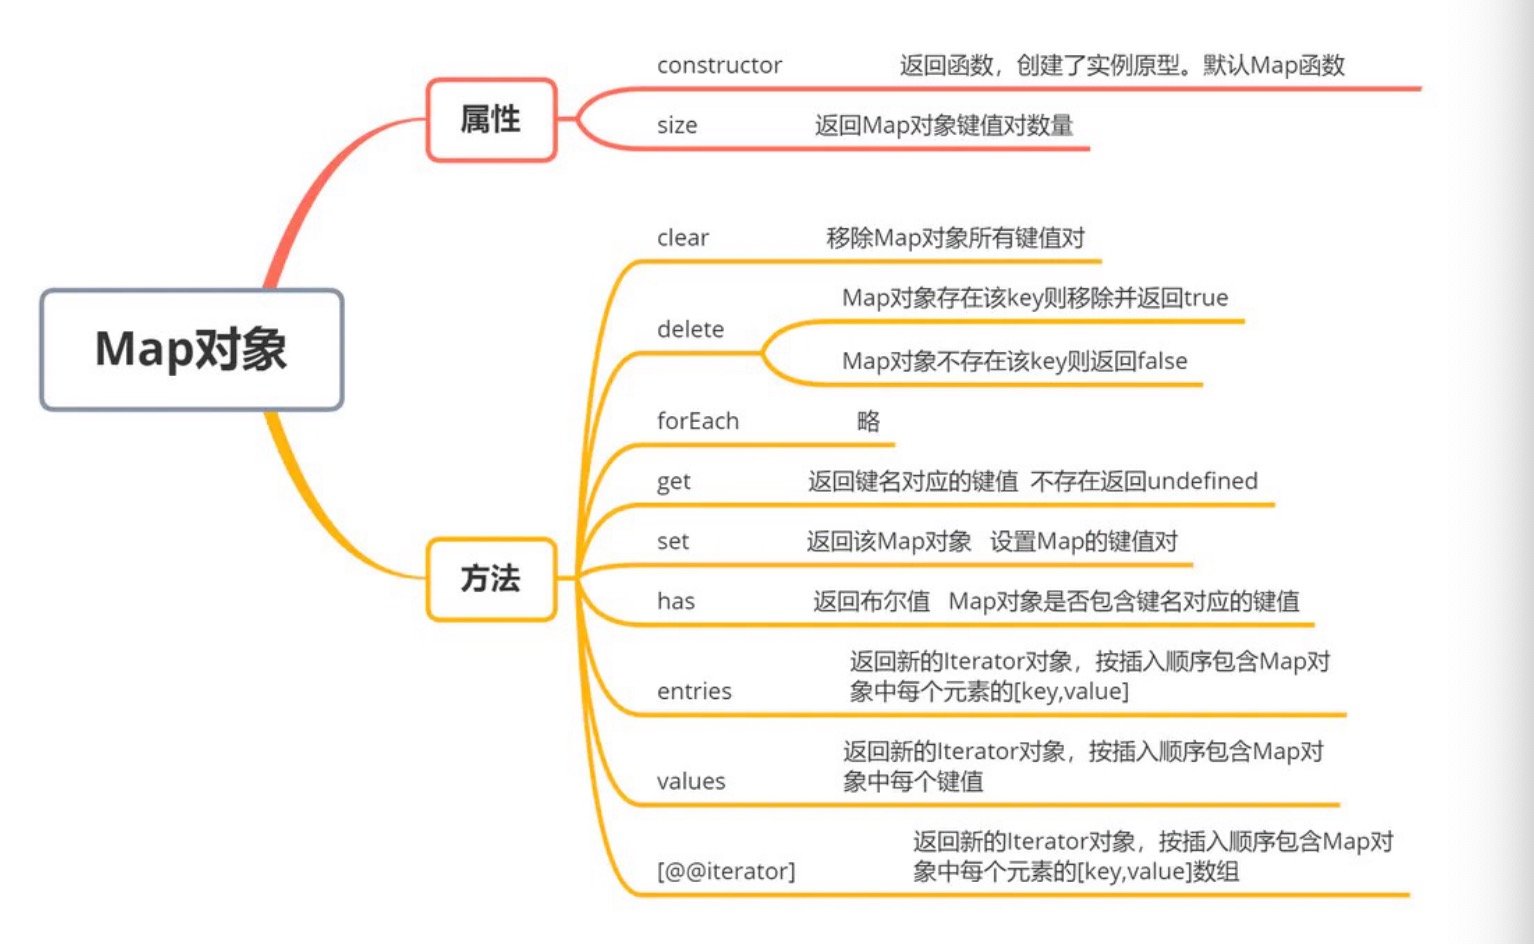 constructor 返回函数，创建了实例原型。默认Map函数
属性
size 返回Map对象键值对数量
clear 移除Map对象所有键值对
Map对象存在该key则移除并返回true
delete
Map对象
Map对象不存在该key则返回false
forEach 略
get 返回键名对应的键值 不存在返回undefined
set 返回该Map对象 设置Map的键值对
方法
has 返回布尔值 Map对象是否包含键名对应的键值
返回新的Iterator对象，按插入顺序包含Map对
entries 象中每个元素的[key,value]
返回新的Iterator对象，按插入顺序包含Map对
values 象中每个键值
返回新的Iterator对象，按插入顺序包含Map对
[@@iterator] 象中每个元素的[key,value]数组